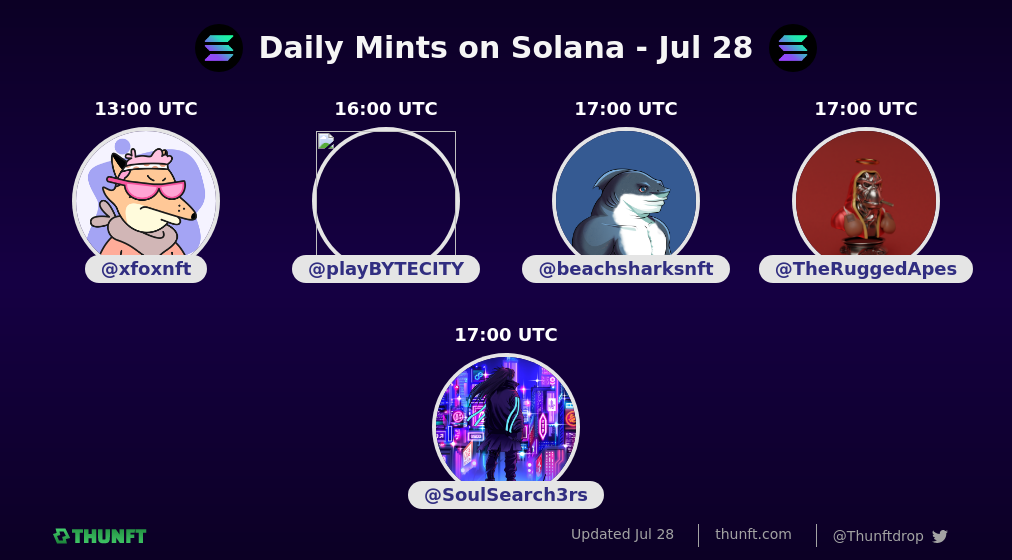 Daily Mints on Solana - Jul 28
13:00 UTC
16:00 UTC
17:00 UTC
17:00 UTC
@xfoxnft
@playBYTECITY
@beachsharksnft
@TheRuggedApes
17:00 UTC
@SoulSearch3rs
THUNFT
Updated Jul 28
thunft.com
@Thunftdrop